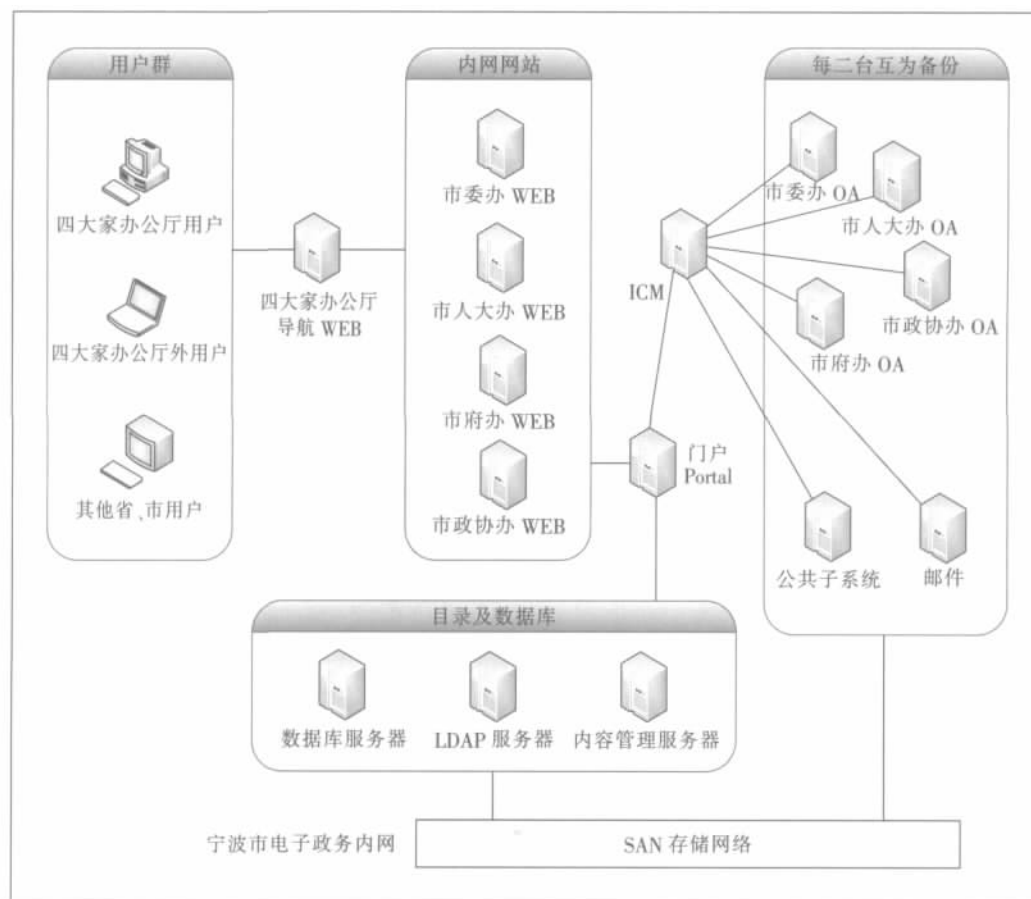 用户群
四大家办公厅用户
四大家办公厅外用户
其他省、市用户
四大家办公厅
导航 WEB
内网网站
市委办 WEB
市人大办 WEB
市府办 WEB
市政协办 WEB
门户
Portal
ICM
每二台互为备份
市委办 OA
市人大办 OA
市政协办 OA
市府办 OA
公共子系统
邮件
目录及数据库
数据库服务器
LDAP 服务器
内容管理服务器
宁波市电子政务内网
SAN 存储网络